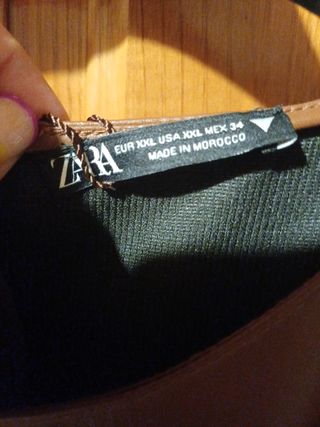 ZARA
EUR XXL USA XXL MEX 34
MADE IN MOROCCO